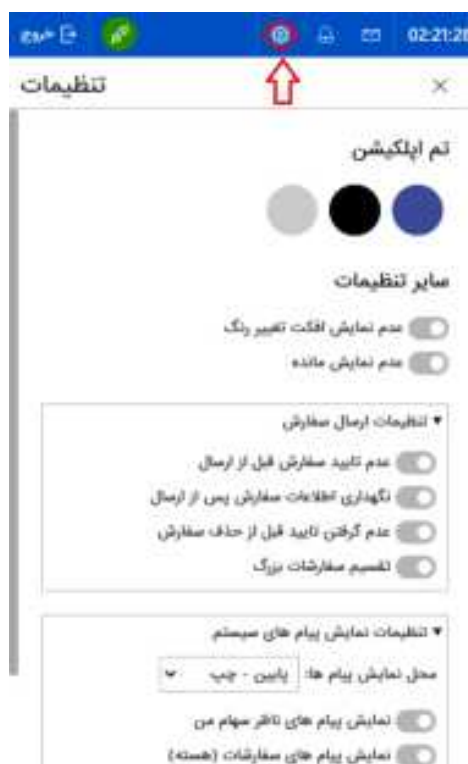 02:21:28 خروج
تنظیمات
تم اپلکیشن
سایر تنظیمات
عدم نمایش افکت تغییر رنگ
عدم نمایش مانده
▼ تنظیمات ارسال سفارش
عدم تایید سفارش قبل از ارسال
نگهداری اطلاعات سفارش پس از ارسال
عدم گرفتن تایید قبل از حذف سفارش
تقسیم سفارشات بزرگ
▼ تنظیمات نمایش پیام های سیستم
محل نمایش پیام ها: پایین - چپ
نمایش پیام های ناظر سهام من
نمایش پیام های سفارشات (هسته)